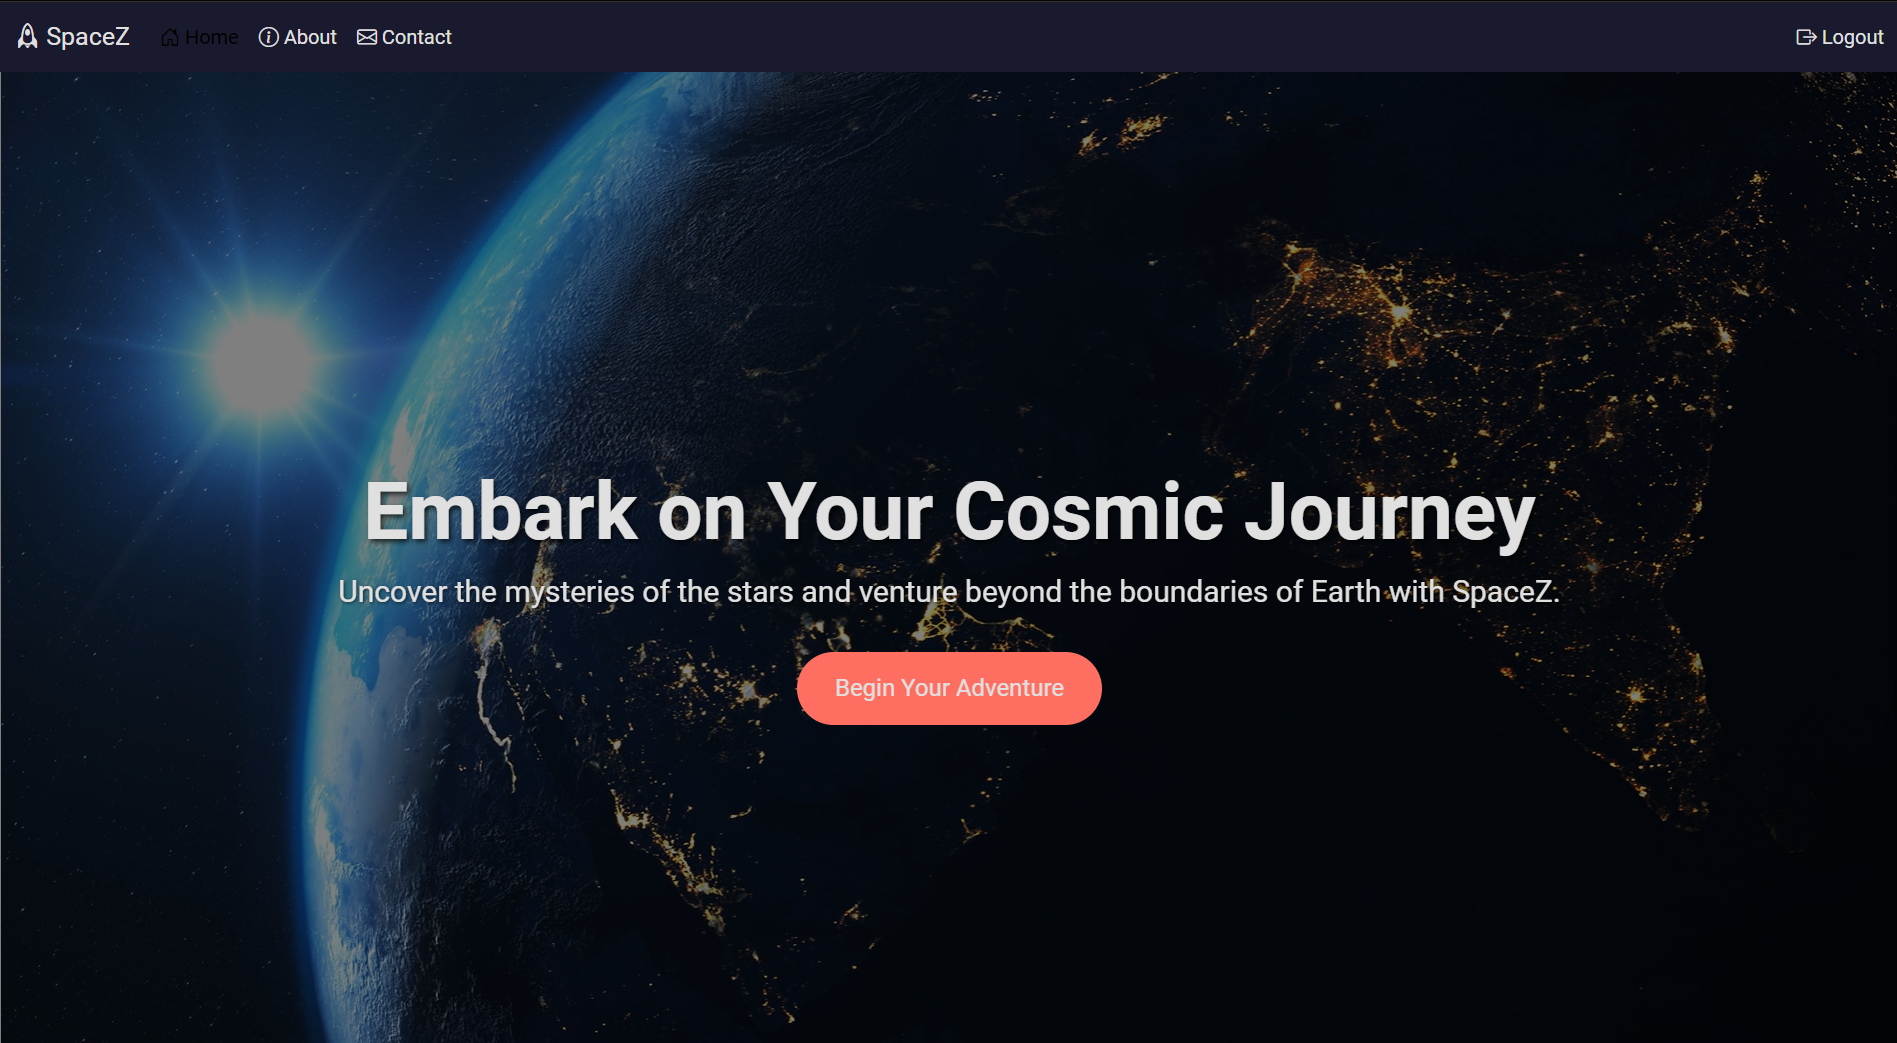 SpaceZ Home About Contact Logout
Embark on Your Cosmic Journey
Uncover the mysteries of the stars and venture beyond the boundaries of Earth with SpaceZ.
Begin Your Adventure